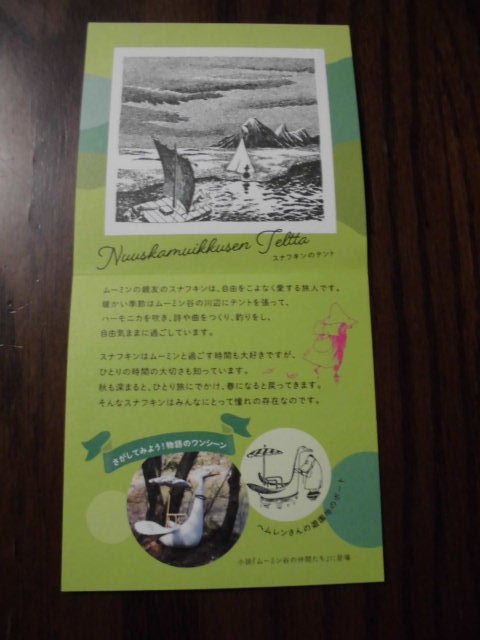 Nuuskamuikkusen Teltta
スナフキンのテント
ムーミンの親友のスナフキンは、自由をこよなく愛する旅人です。
暖かい季節はムーミン谷の川辺にテントを張って、
ハーモニカを吹き、詩や曲をつくり、釣りをし、
自由気ままに過ごしています。
スナフキンはムーミンと過ごす時間も大好きですが、
ひとりの時間の大切さも知っています。
秋も深まると、ひとり旅にでかけ、春になると戻ってきます。
そんなスナフキンはみんなにとって憧れの存在なのです。
さがしてみよう!物語のワンシーン
ヘムレンさんの遊園地のボート
小説『ムーミン谷の仲間たち』に登場